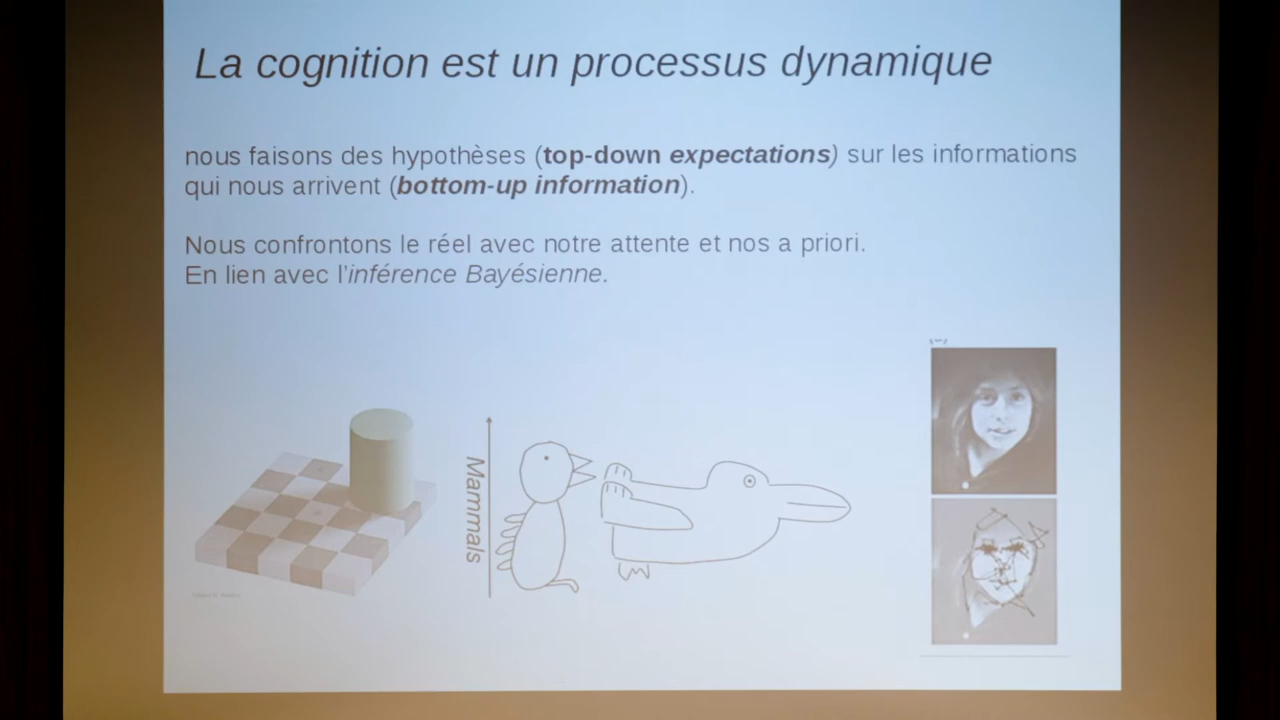 La cognition est un processus dynamique
nous faisons des hypothèses (top-down expectations) sur les informations
qui nous arrivent (bottom-up information).
Nous confrontons le réel avec notre attente et nos a priori.
En lien avec l'inférence Bayésienne.
Mammals